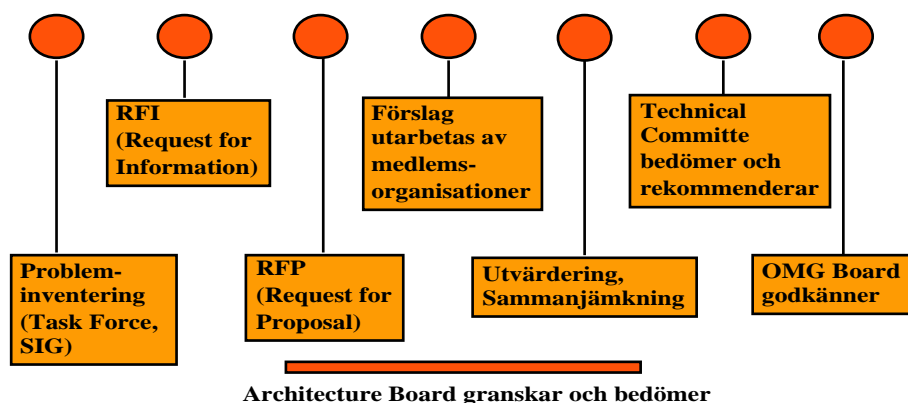 Problem-
inventering
(Task Force,
SIG)
RFI
(Request for
Information)
RFP
(Request for
Proposal)
Förslag
utarbetas av
medlems-
organisationer
Utvärdering,
Sammanjämkning
Technical
Committe
bedömer och
rekommenderar
OMG Board
godkänner
Architecture Board granskar och bedömer